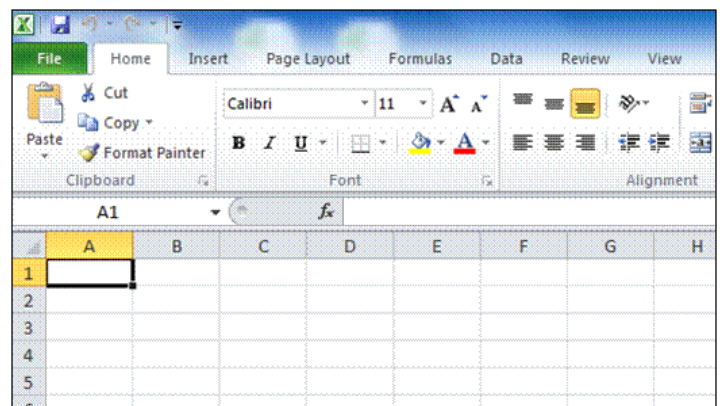 File Home Insert Page Layout Formulas Data Review View
Cut
Calibri 11 A A
Copy
Paste
B I U A
Format Painter
Clipboard Font Alignment
A1 fx
A B C D E F G H
1
2
3
4
5